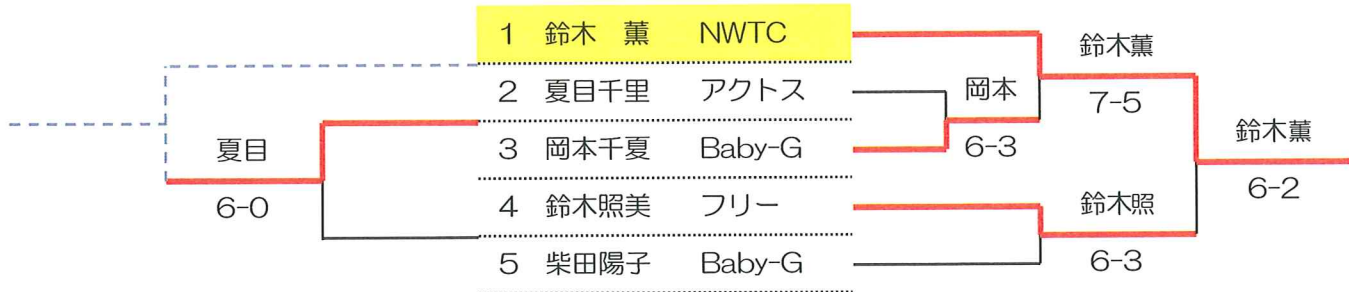 1 鈴木 薫 NWTC
鈴木薫
2 夏目千里 アクトス
岡本
7-5
鈴木薫
夏目
3 岡本千夏 Baby-G
6-3
6-0
4 鈴木照美 フリー
鈴木照
6-2
5 柴田陽子 Baby-G
6-3